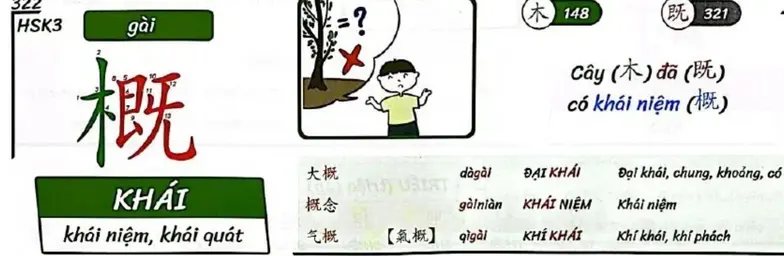 322
HSK3
gài
概
KHÁI
khái niệm, khái quát
=?
木 148
既 321
Cây (木) đã (既)
có khái niệm (概)
大概 dàgài ĐẠI KHÁI Đại khái, chung, khoảng, có
概念 gàiniàn KHÁI NIỆM Khái niệm
气概 【氣概】 qìgài KHÍ KHÁI Khí khái, khí phách